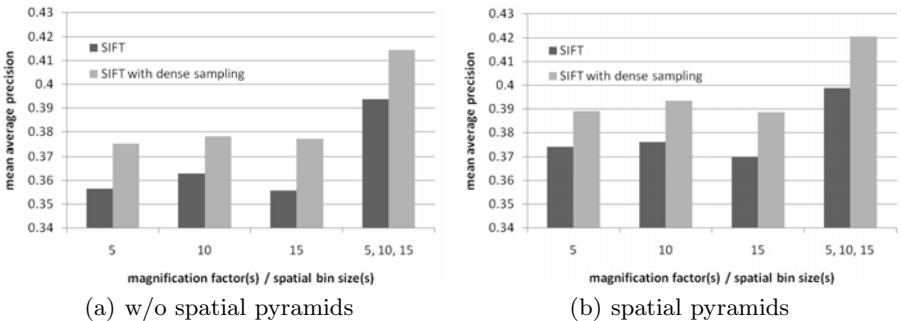 0.43
0.42
0.41
0.4
0.39
0.38
0.37
0.36
0.35
0.34
mean average precision
SIFT
SIFT with dense sampling
5
10
15
5, 10, 15
magnification factor(s) / spatial bin size(s)
(a) w/o spatial pyramids
0.43
0.42
0.41
0.4
0.39
0.38
0.37
0.36
0.35
0.34
mean average precision
SIFT
SIFT with dense sampling
5
10
15
5, 10, 15
magnification factor(s) / spatial bin size(s)
(b) spatial pyramids